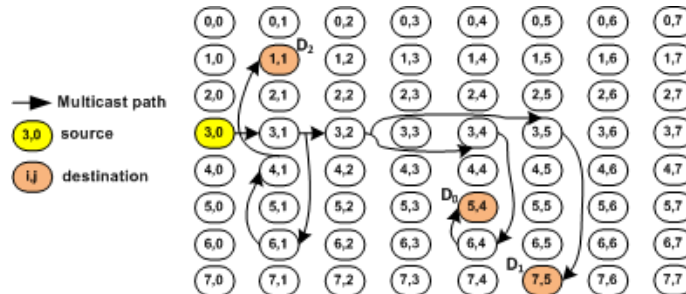 0,0 0,1 0,2 0,3 0,4 0,5 0,6 0,7
D2
1,0 1,1 1,2 1,3 1,4 1,5 1,6 1,7
2,0 2,1 2,2 2,3 2,4 2,5 2,6 2,7
Multicast path
3,0 source
3,0 3,1 3,2 3,3 3,4 3,5 3,6 3,7
i,j destination
4,0 4,1 4,2 4,3 4,4 4,5 4,6 4,7
D0
5,0 5,1 5,2 5,3 5,4 5,5 5,6 5,7
6,0 6,1 6,2 6,3 6,4 6,5 6,6 6,7
D1
7,0 7,1 7,2 7,3 7,4 7,5 7,6 7,7